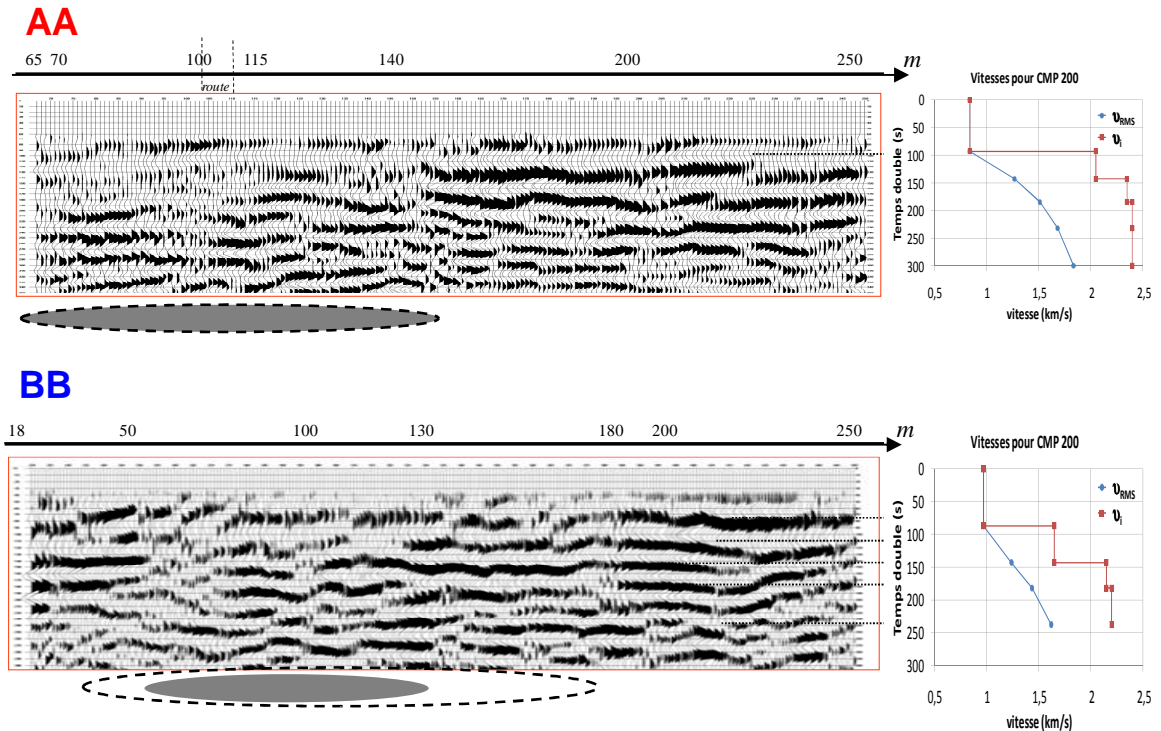 AA
65 70 100 115 140 200 250 m
route
Vitesses pour CMP 200
0
50
100
150
200
250
300
Temps double (s)
υRMS
υi
0,5 1 1,5 2 2,5
vitesse (km/s)
BB
18 50 100 130 180 200 250 m
Vitesses pour CMP 200
0
50
100
150
200
250
300
Temps double (s)
υRMS
υi
0,5 1 1,5 2 2,5
vitesse (km/s)